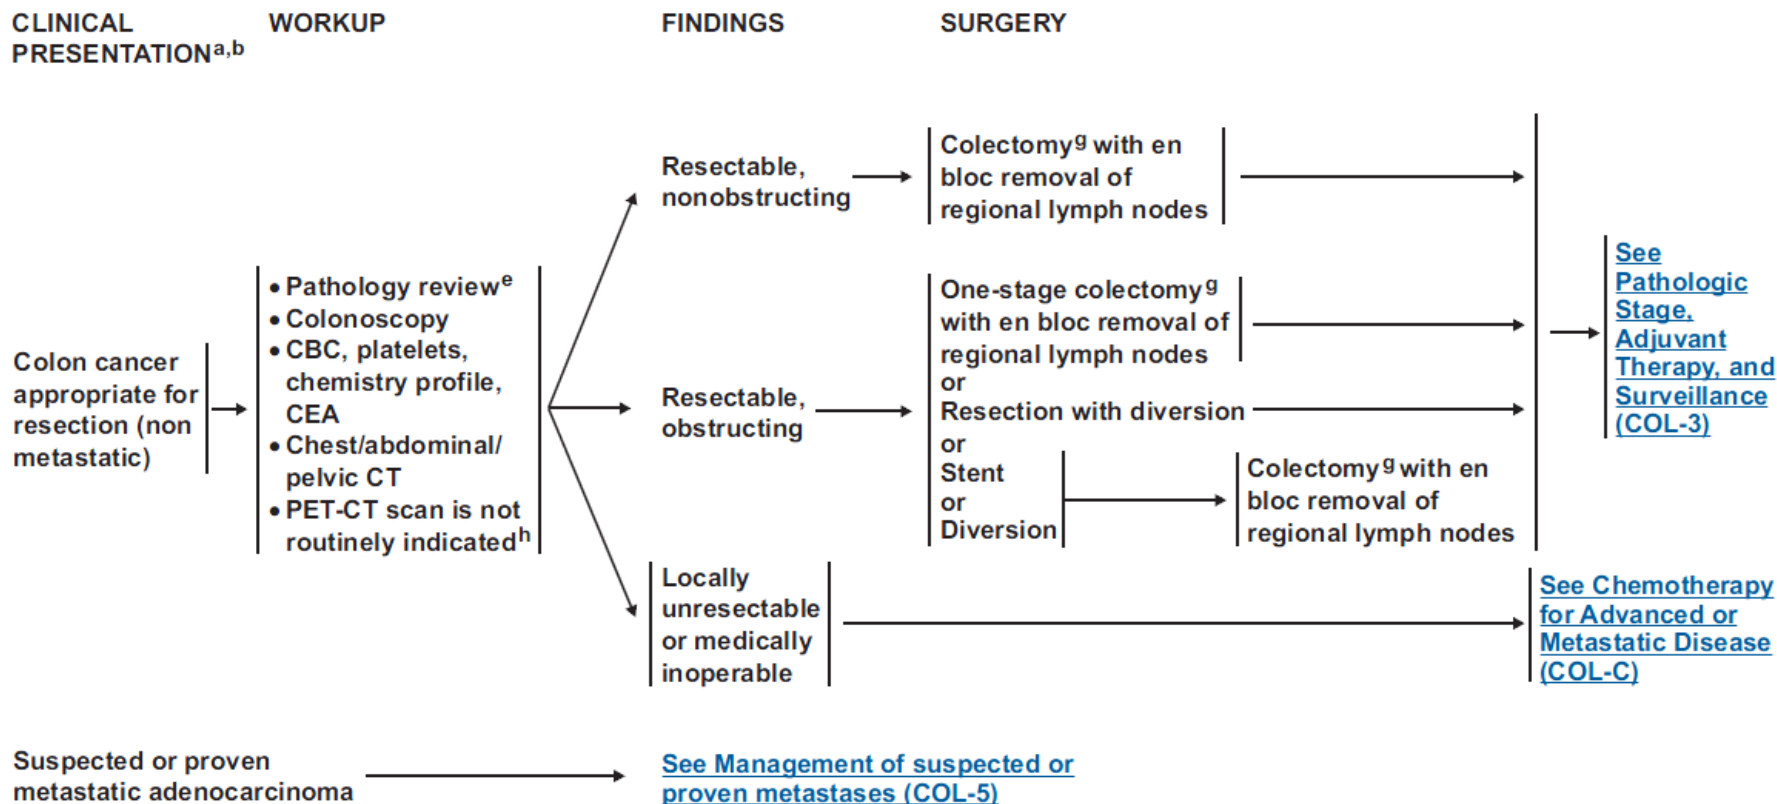 CLINICAL
PRESENTATIONa,b
WORKUP
FINDINGS
SURGERY
Colon cancer
appropriate for
resection (non
metastatic)
• Pathology reviewe
• Colonoscopy
• CBC, platelets,
chemistry profile,
CEA
• Chest/abdominal/
pelvic CT
• PET-CT scan is not
routinely indicatedh
Resectable,
nonobstructing
Colectomyg with en
bloc removal of
regional lymph nodes
Resectable,
obstructing
One-stage colectomyg
with en bloc removal of
regional lymph nodes
or
Resection with diversion
or
Stent
or
Diversion
Colectomyg with en
bloc removal of
regional lymph nodes
See
Pathologic
Stage,
Adjuvant
Therapy, and
Surveillance
(COL-3)
Locally
unresectable
or medically
inoperable
See Chemotherapy
for Advanced or
Metastatic Disease
(COL-C)
Suspected or proven
metastatic adenocarcinoma
See Management of suspected or
proven metastases (COL-5)